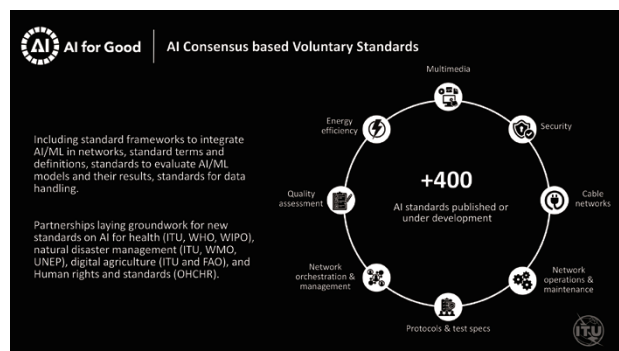 AI
AI for Good
AI Consensus based Voluntary Standards
Including standard frameworks to integrate
AI/ML in networks, standard terms and
definitions, standards to evaluate AI/ML
models and their results, standards for data
handling.
Partnerships laying groundwork for new
standards on AI for health (ITU, WHO, WIPO),
natural disaster management (ITU, WMO,
UNEP), digital agriculture (ITU and FAO), and
Human rights and standards (OHCHR).
Multimedia
Security
Cable
networks
Network
operations &
maintenance
Protocols & test specs
Network
orchestration &
management
Quality
assessment
Energy
efficiency
+400
AI standards published or
under development
ITU